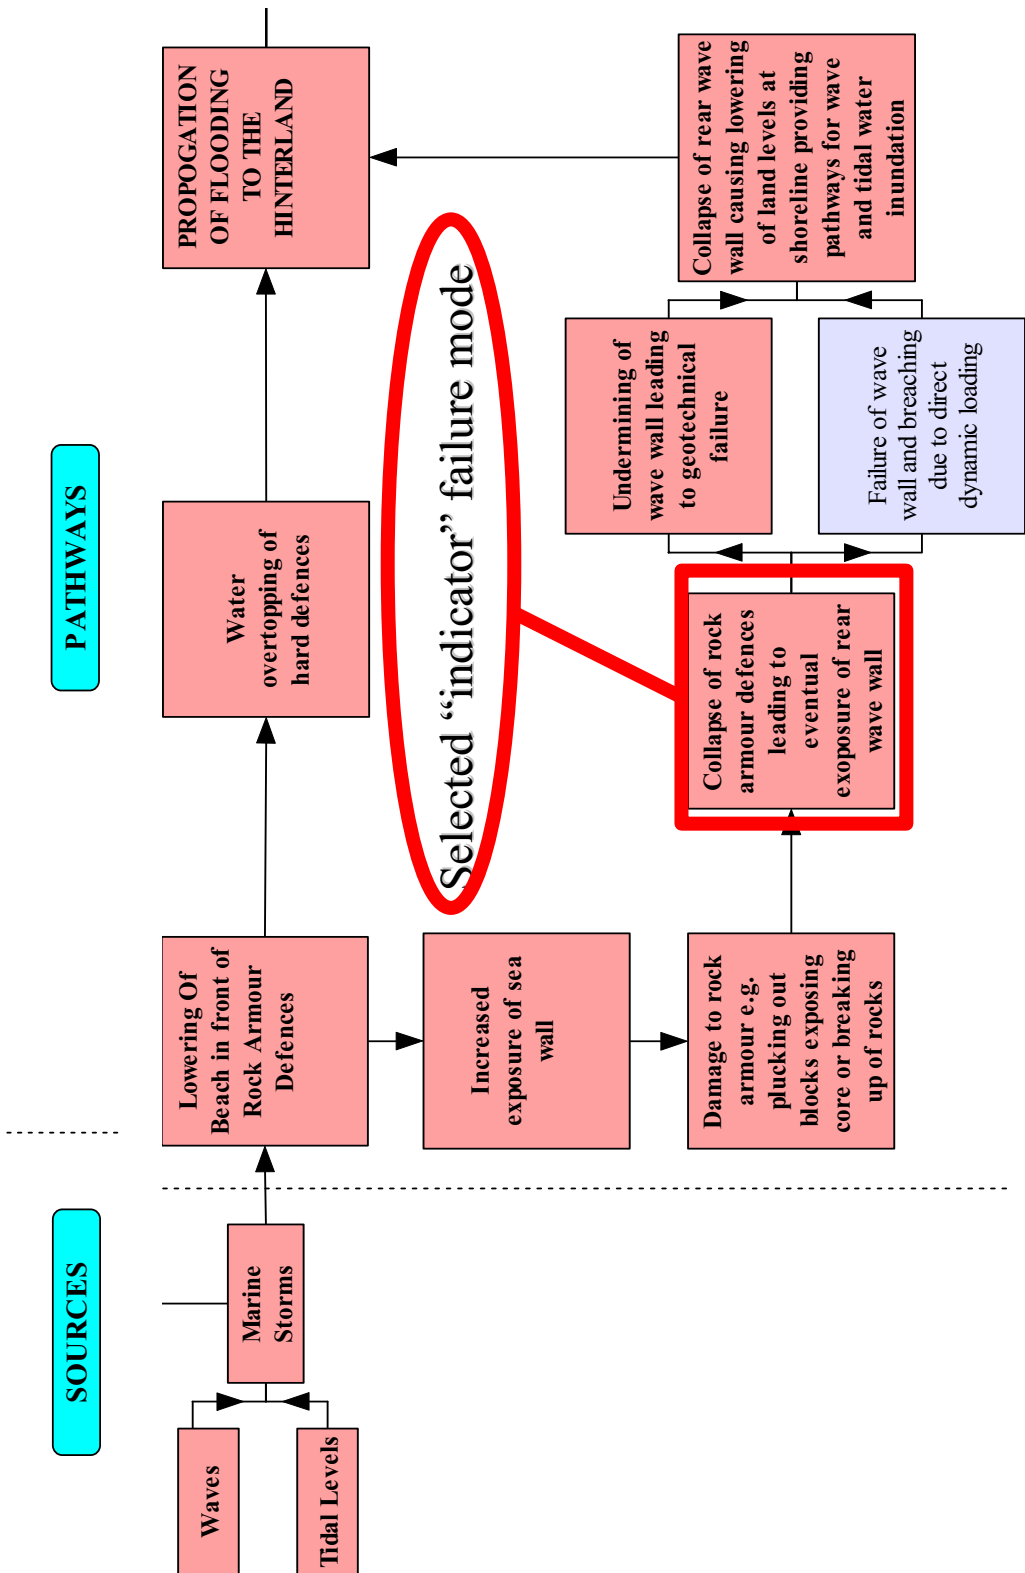 SOURCES
PATHWAYS
Waves
Tidal Levels
Marine
Storms
Lowering Of
Beach in front of
Rock Armour
Defences
Water
overtopping of
hard defences
PROPOGATION
OF FLOODING
TO THE
HINTERLAND
Selected “indicator” failure mode
Increased
exposure of sea
wall
Damage to rock
armour e.g.
plucking out
blocks exposing
core or breaking
up of rocks
Collapse of rock
armour defences
leading to
eventual
exoposure of rear
wave wall
Undermining of
wave wall leading
to geotechnical
failure
Failure of wave
wall and breaching
due to direct
dynamic loading
Collapse of rear wave
wall causing lowering
of land levels at
shoreline providing
pathways for wave
and tidal water
inundation